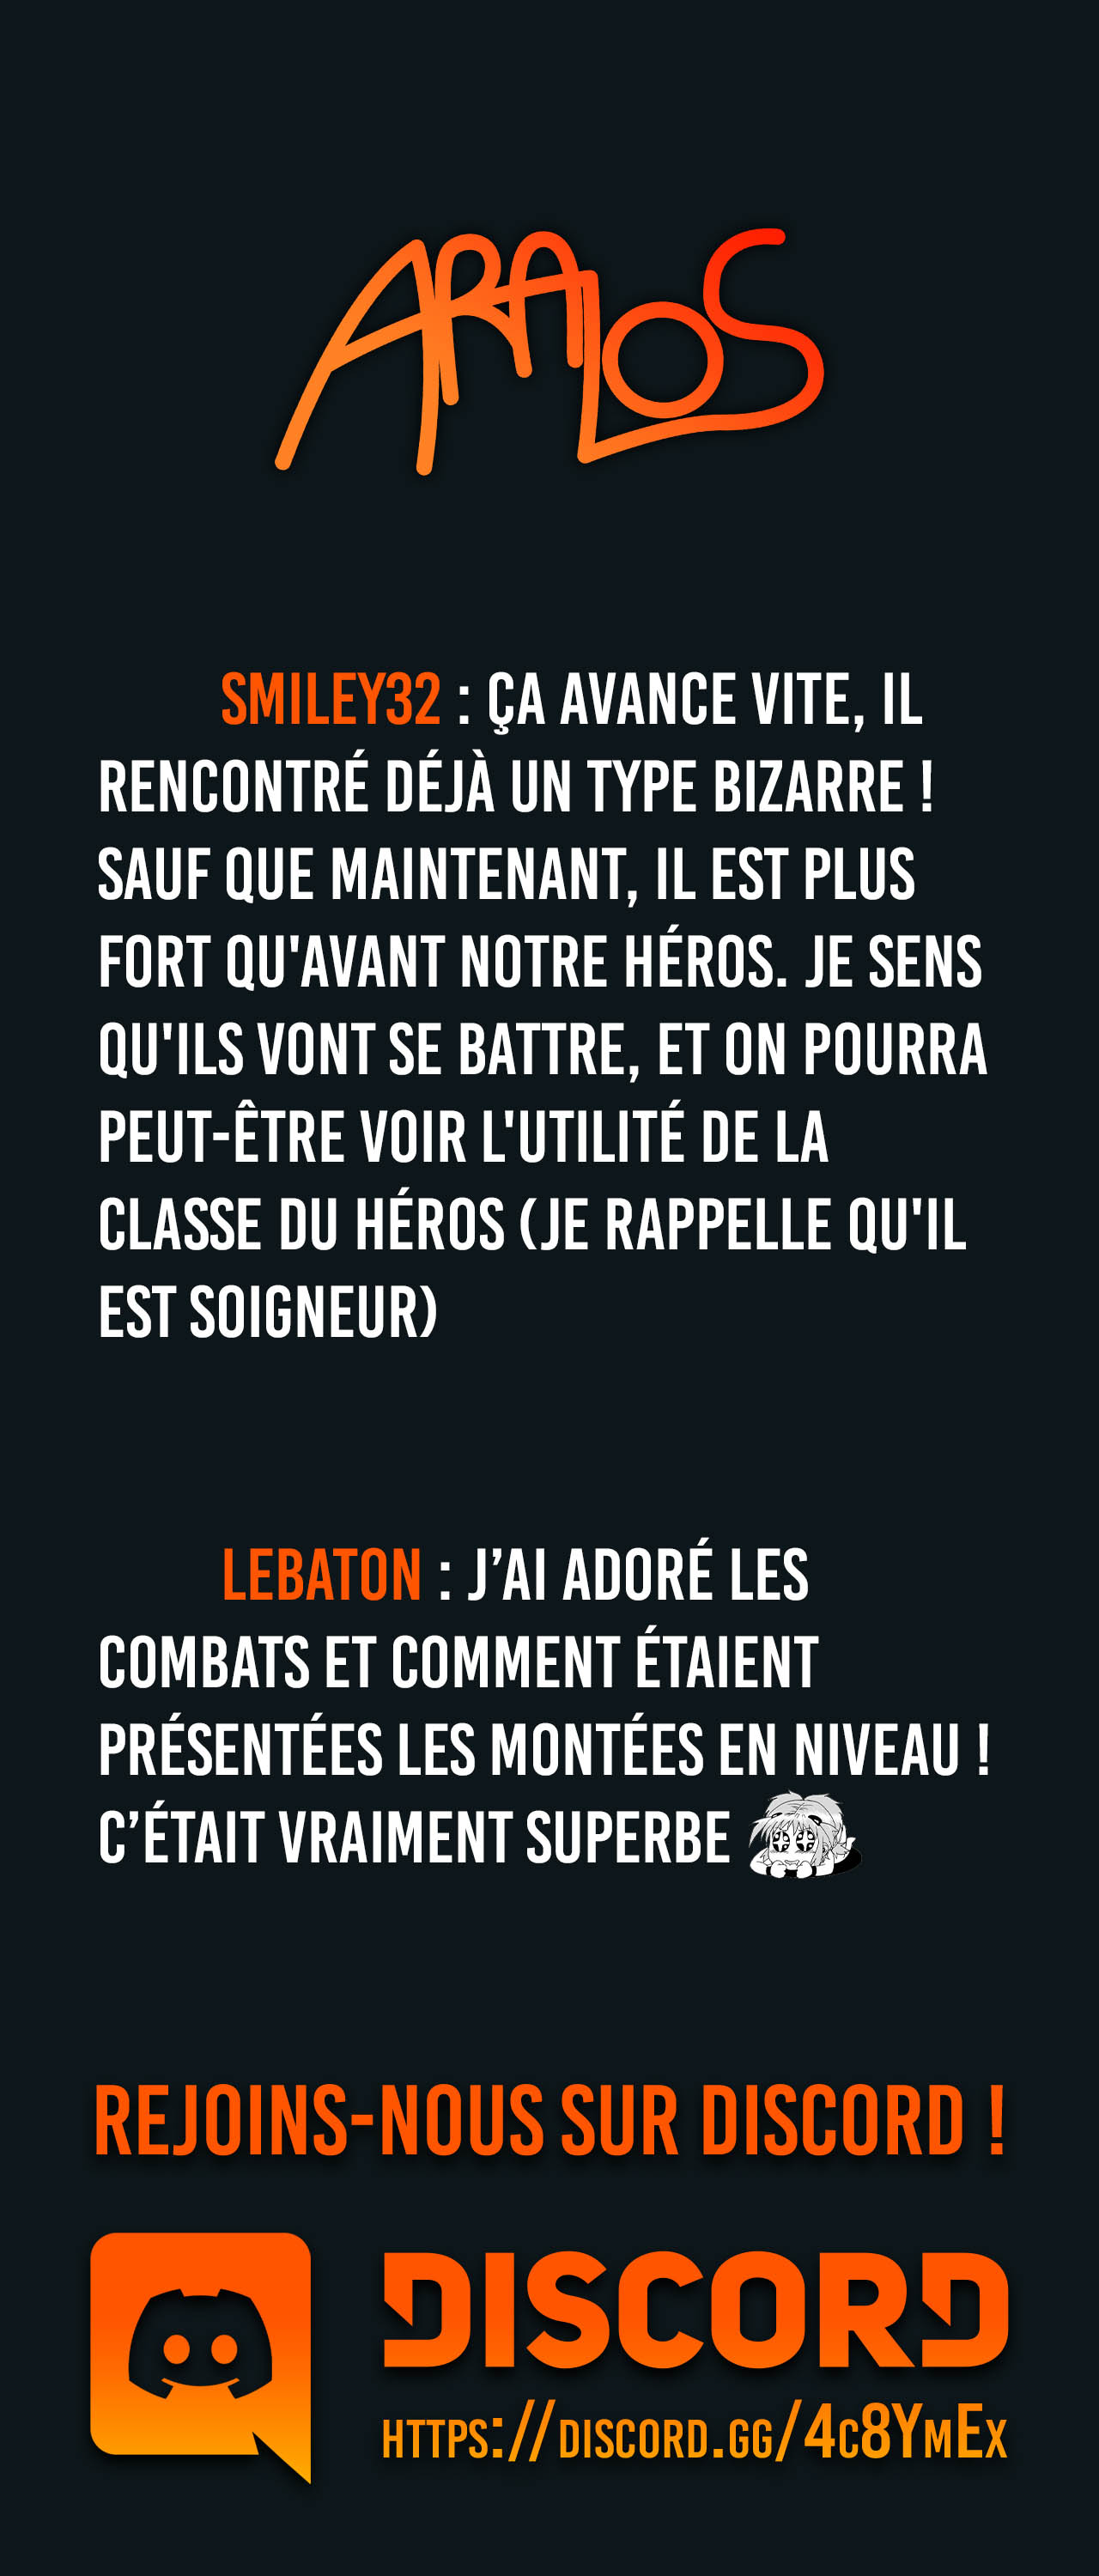 ARALOS
SMILEY32 : ÇA AVANCE VITE, IL
RENCONTRÉ DÉJÀ UN TYPE BIZARRE !
SAUF QUE MAINTENANT, IL EST PLUS
FORT QU'AVANT NOTRE HÉROS. JE SENS
QU'ILS VONT SE BATTRE, ET ON POURRA
PEUT-ÊTRE VOIR L'UTILITÉ DE LA
CLASSE DU HÉROS (JE RAPPELLE QU'IL
EST SOIGNEUR)
LEBATON : J’AI ADORÉ LES
COMBATS ET COMMENT ÉTAIENT
PRÉSENTÉES LES MONTÉES EN NIVEAU !
C’ÉTAIT VRAIMENT SUPERBE
REJOINS-NOUS SUR DISCORD !
DISCORD
https://discord.gg/4c8YmEx